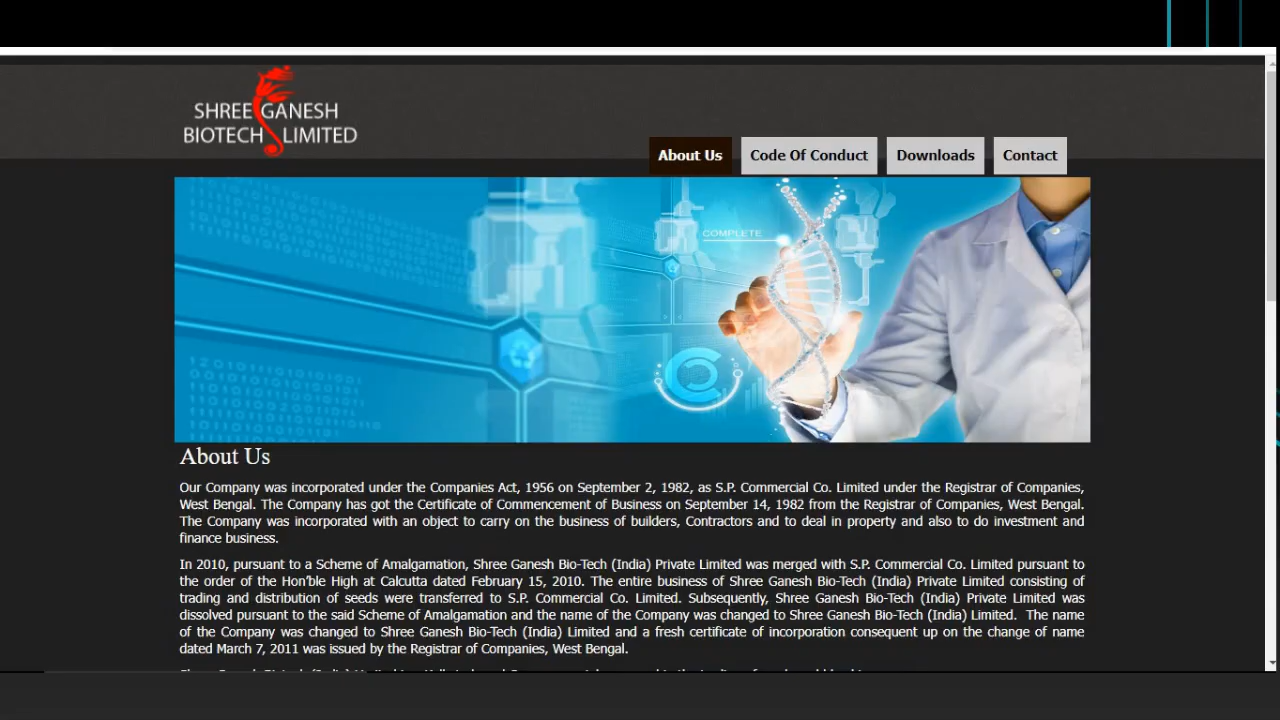 SHREE GANESH
BIOTECH LIMITED
About Us
Code Of Conduct
Downloads
Contact
COMPLETE
About Us
Our Company was incorporated under the Companies Act, 1956 on September 2, 1982, as S.P. Commercial Co. Limited under the Registrar of Companies,
West Bengal. The Company has got the Certificate of Commencement of Business on September 14, 1982 from the Registrar of Companies, West Bengal.
The Company was incorporated with an object to carry on the business of builders, Contractors and to deal in property and also to do investment and
finance business.
In 2010, pursuant to a Scheme of Amalgamation, Shree Ganesh Bio-Tech (India) Private Limited was merged with S.P. Commercial Co. Limited pursuant to
the order of the Hon'ble High at Calcutta dated February 15, 2010. The entire business of Shree Ganesh Bio-Tech (India) Private Limited consisting of
trading and distribution of seeds were transferred to S.P. Commercial Co. Limited. Subsequently, Shree Ganesh Bio-Tech (India) Private Limited was
dissolved pursuant to the said Scheme of Amalgamation and the name of the Company was changed to Shree Ganesh Bio-Tech (India) Limited. The name
of the Company was changed to Shree Ganesh Bio-Tech (India) Limited and a fresh certificate of incorporation consequent up on the change of name
dated March 7, 2011 was issued by the Registrar of Companies, West Bengal.